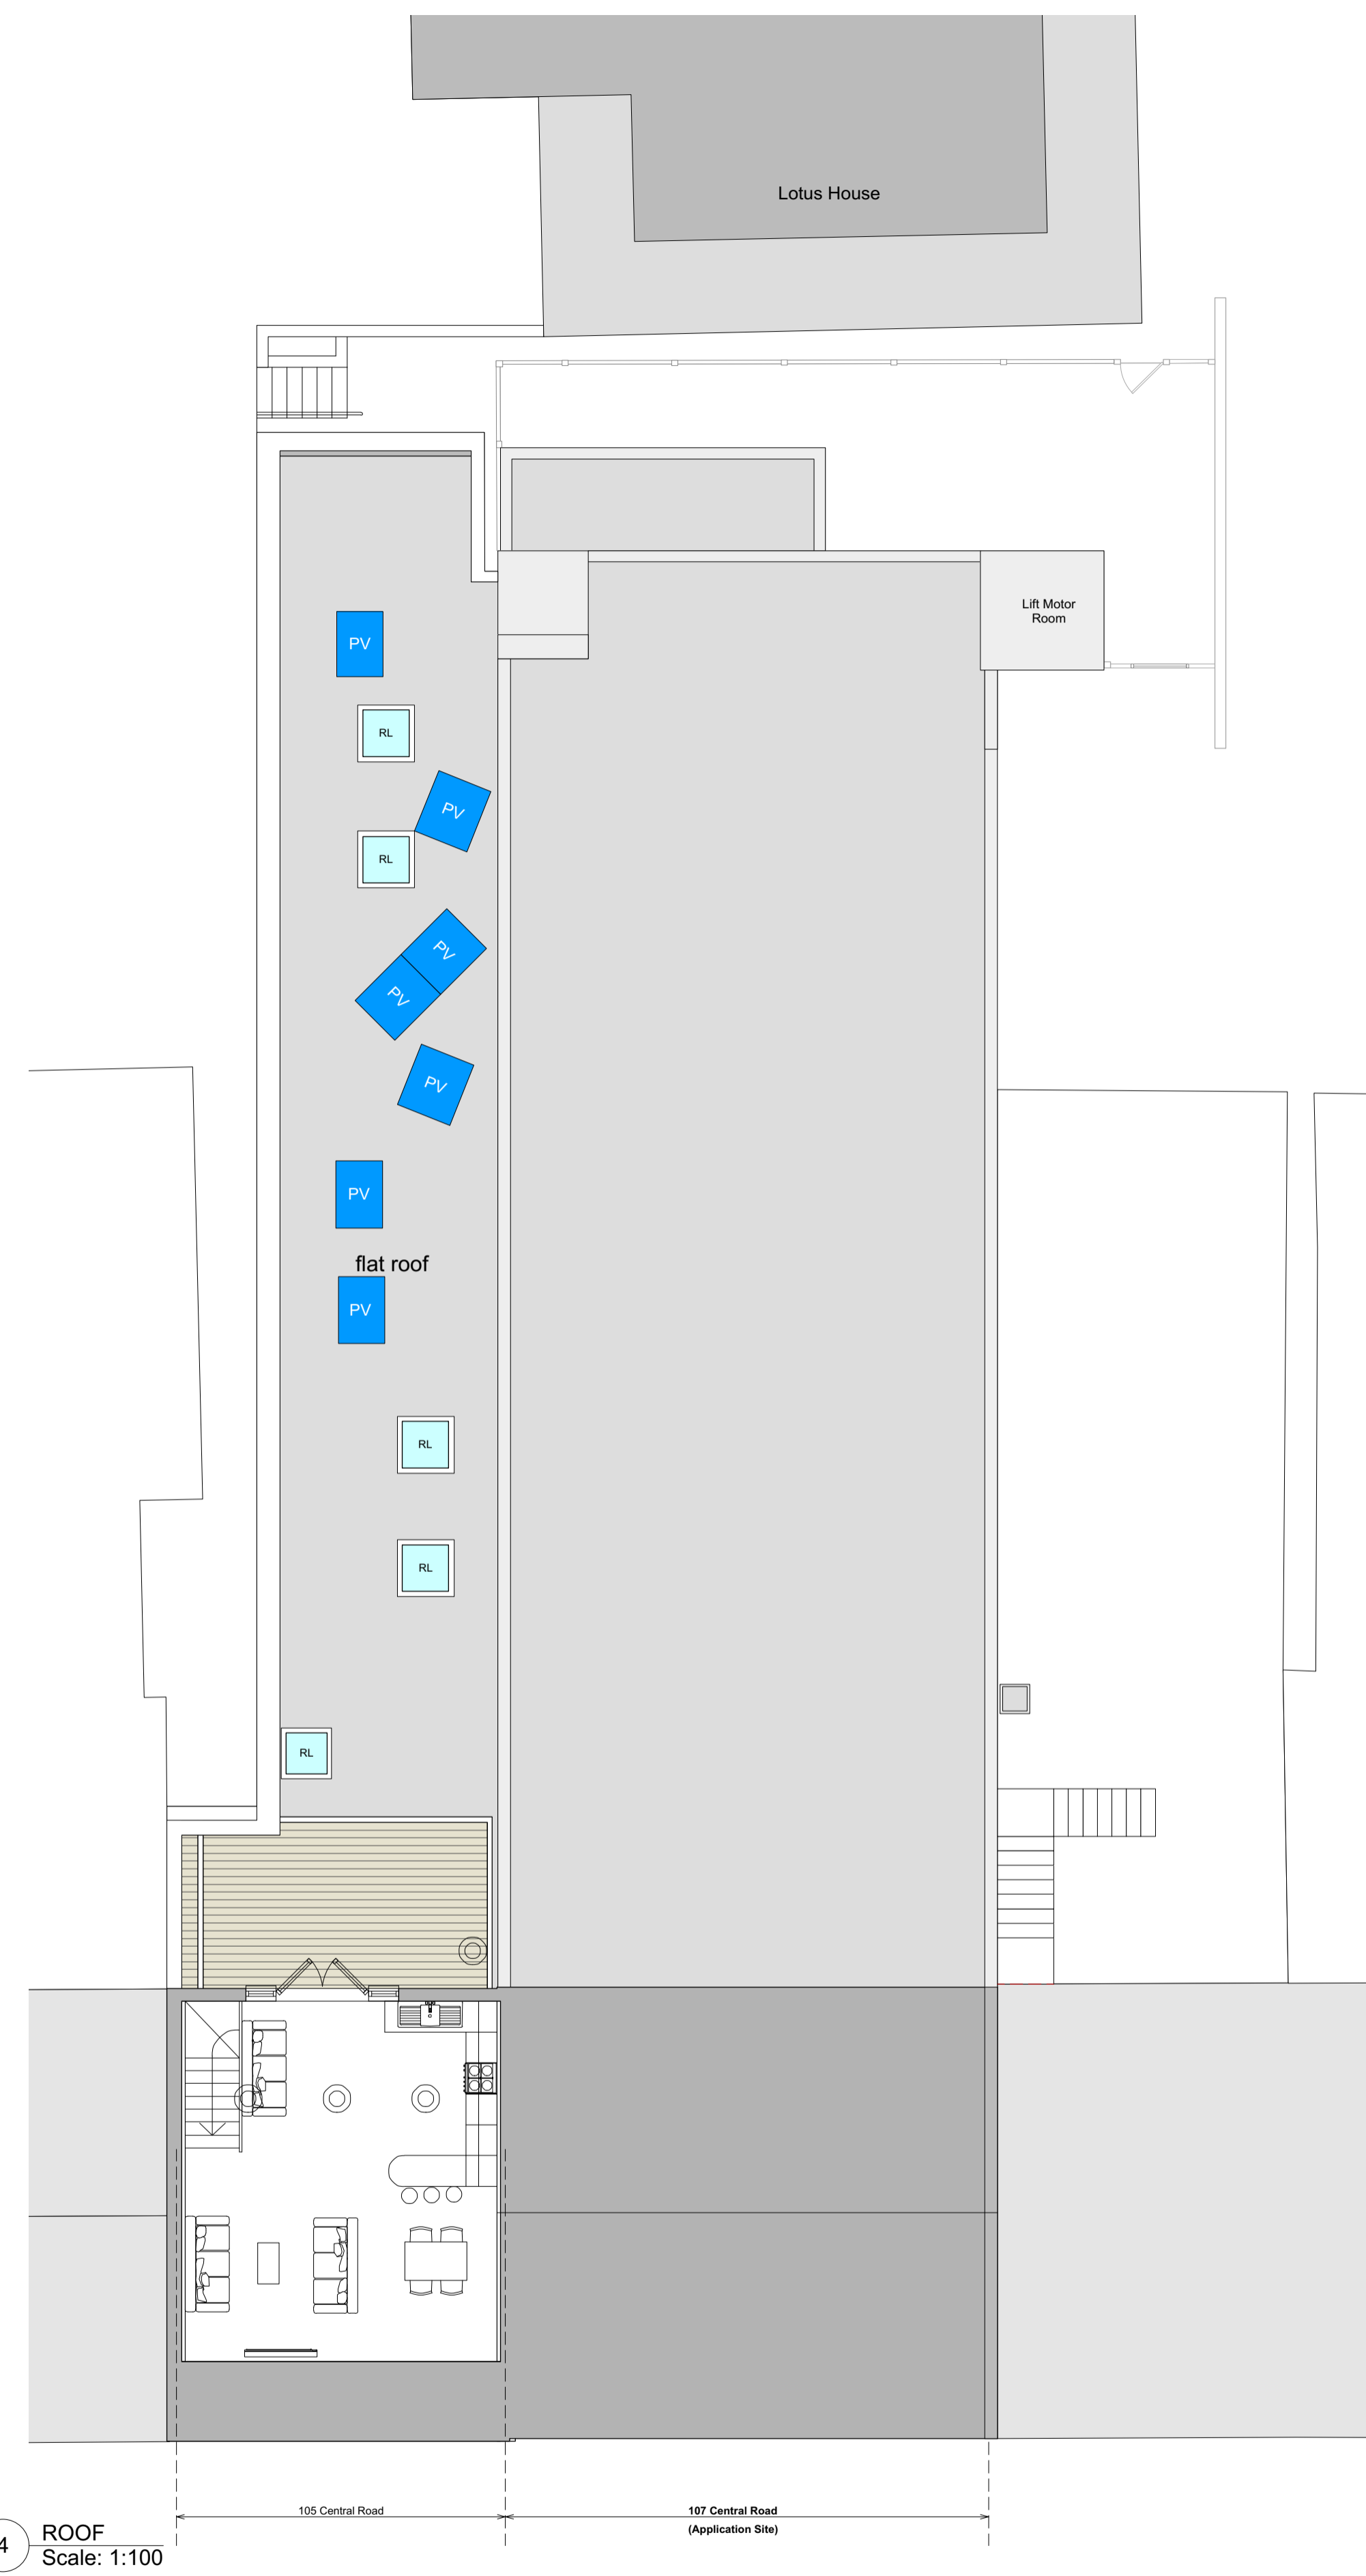 Lotus House
Lift Motor
Room
PV
RL
PV
RL
PV
PV
PV
PV
flat roof
PV
RL
RL
RL
105 Central Road
107 Central Road
(Application Site)
4
ROOF
Scale: 1:100